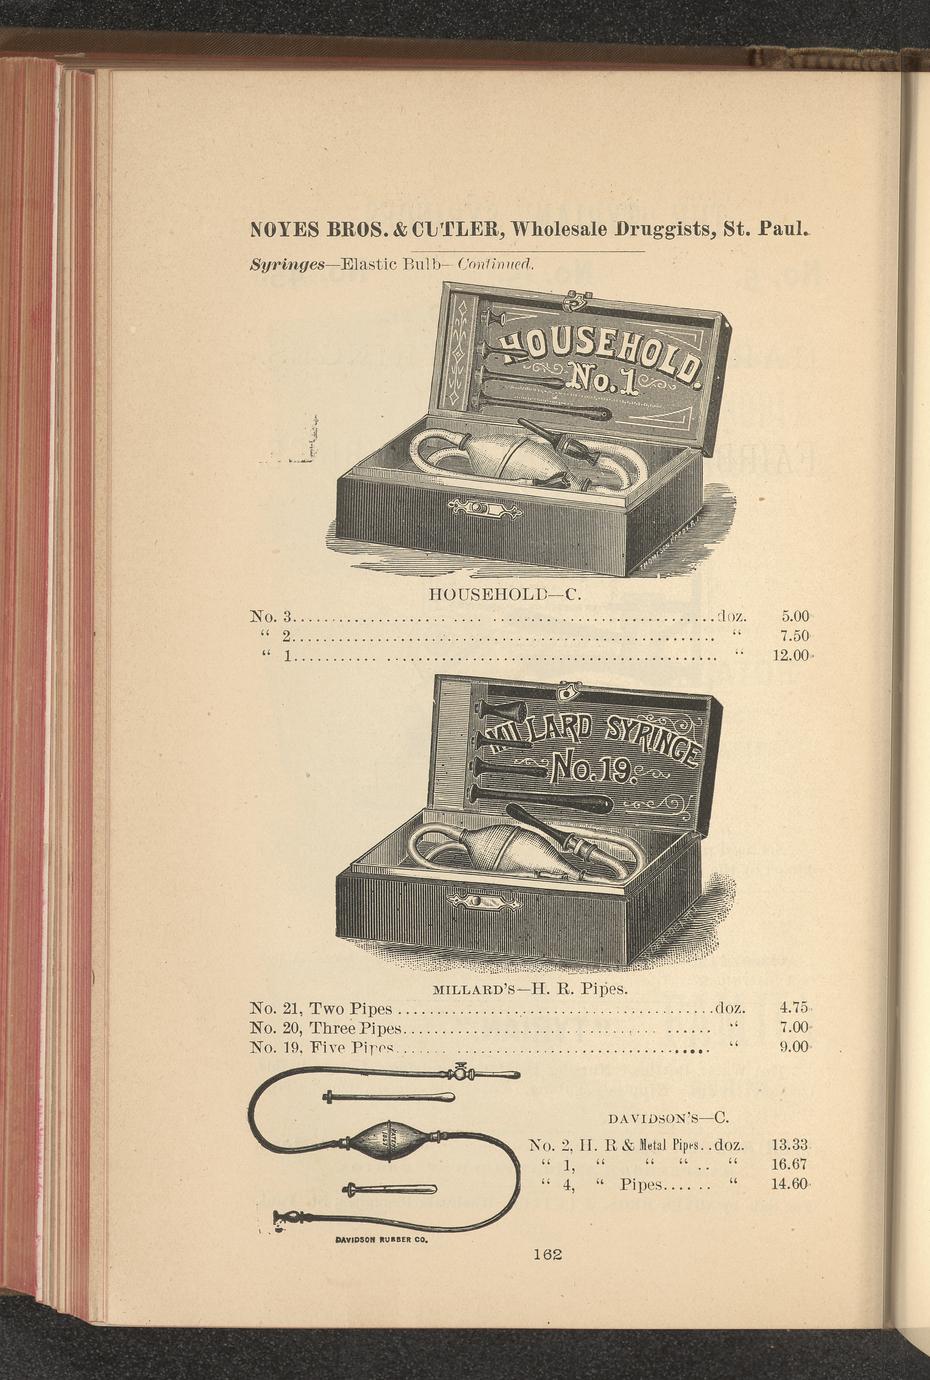 NOYES BROS. & CUTLER, Wholesale Druggists, St. Paul.
Syringes—Elastic Bulb—Continued.
HOUSEHOLD.
No. 1
HOUSEHOLD—C.
No. 3.......... doz. 5.00
“ 2.......... “ 7.50
“ 1.......... “ 12.00
MILLARD SYRINGE
No. 19.
MILLARD'S—H. R. Pipes.
No. 21, Two Pipes .......... doz. 4.75
No. 20, Three Pipes.......... “ 7.00
No. 19, Five Pipes.......... “ 9.00
DAVIDSON'S—C.
No. 2, H. R & Metal Pipes..doz. 13.33
“ 1, “ “ “ .. “ 16.67
“ 4, “ Pipes...... “ 14.60
DAVIDSON RUBBER CO.
162